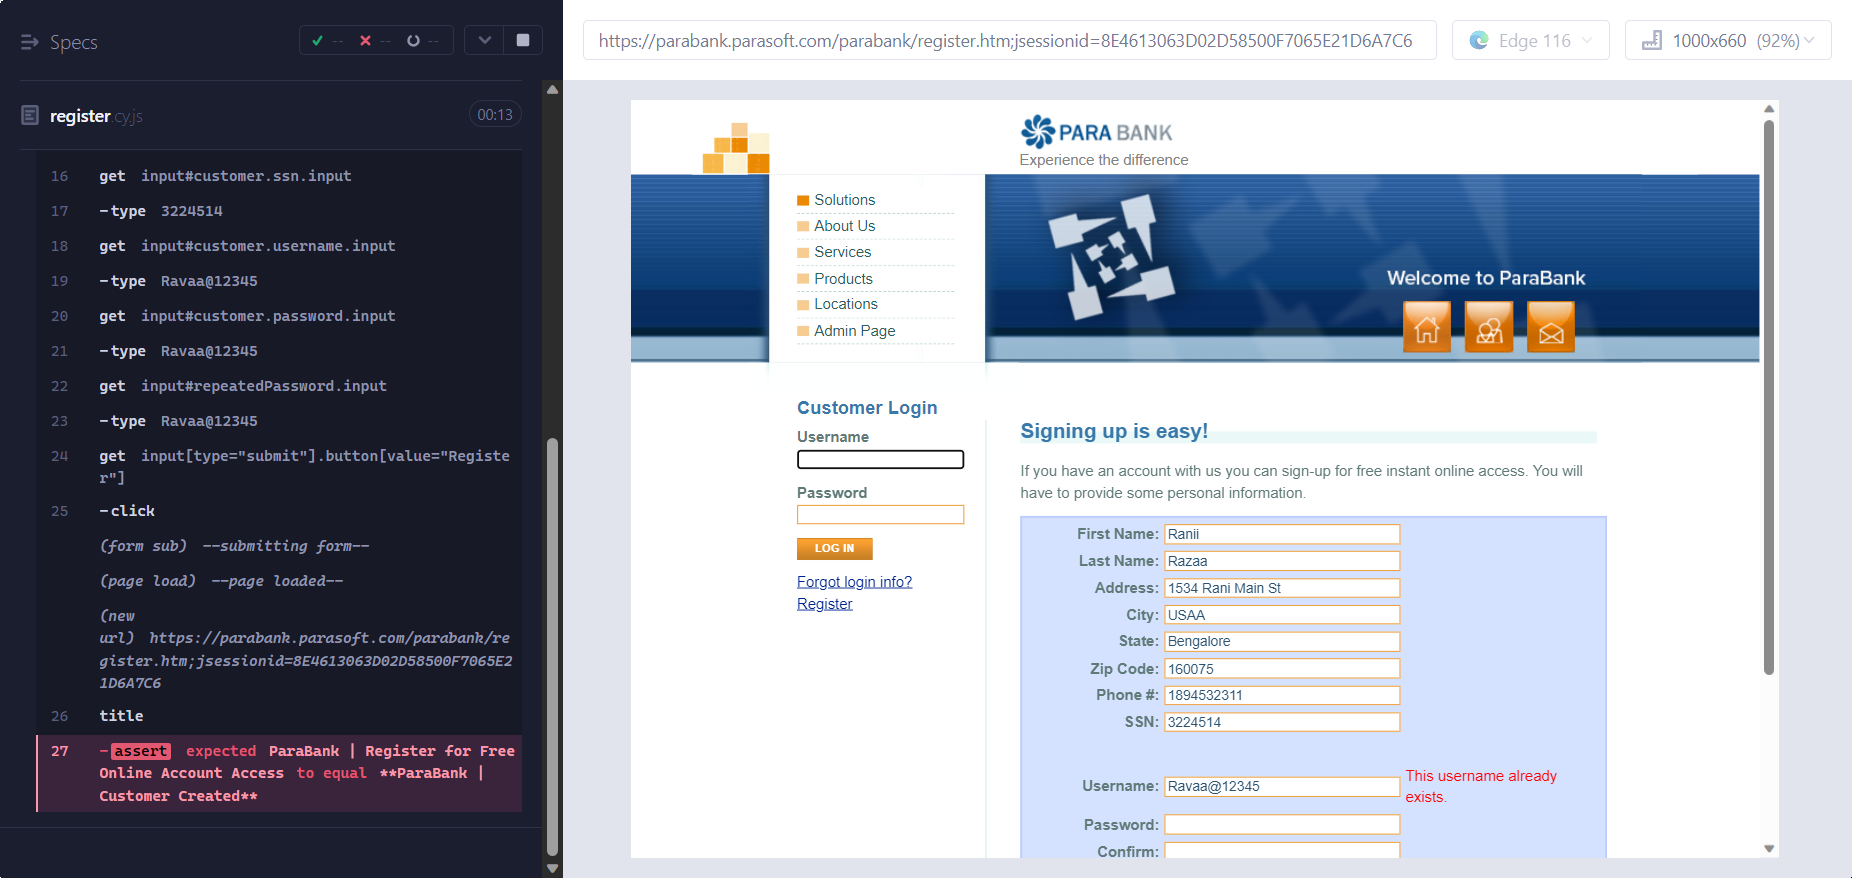 Specs
-- -- --
register.cy.js
00:13
16 get input#customer.ssn.input
17 -type 3224514
18 get input#customer.username.input
19 -type Ravaa@12345
20 get input#customer.password.input
21 -type Ravaa@12345
22 get input#repeatedPassword.input
23 -type Ravaa@12345
24 get input[type="submit"].button[value="Registe
r"]
25 -click
(form sub) --submitting form--
(page load) --page loaded--
(new
url) https://parabank.parasoft.com/parabank/re
gister.htm;jsessionid=8E4613063D02D58500F7065E2
1D6A7C6
26 title
27 -assert expected ParaBank | Register for Free
Online Account Access to equal **ParaBank |
Customer Created**
https://parabank.parasoft.com/parabank/register.htm;jsessionid=8E4613063D02D58500F7065E21D6A7C6
Edge 116
1000x660 (92%)
PARA BANK
Experience the difference
Solutions
About Us
Services
Products
Locations
Admin Page
Welcome to ParaBank
Customer Login
Username
Password
LOG IN
Forgot login info?
Register
Signing up is easy!
If you have an account with us you can sign-up for free instant online access. You will
have to provide some personal information.
First Name: Ranii
Last Name: Razaa
Address: 1534 Rani Main St
City: USAA
State: Bengalore
Zip Code: 160075
Phone #: 1894532311
SSN: 3224514
Username: Ravaa@12345 This username already
exists.
Password:
Confirm: